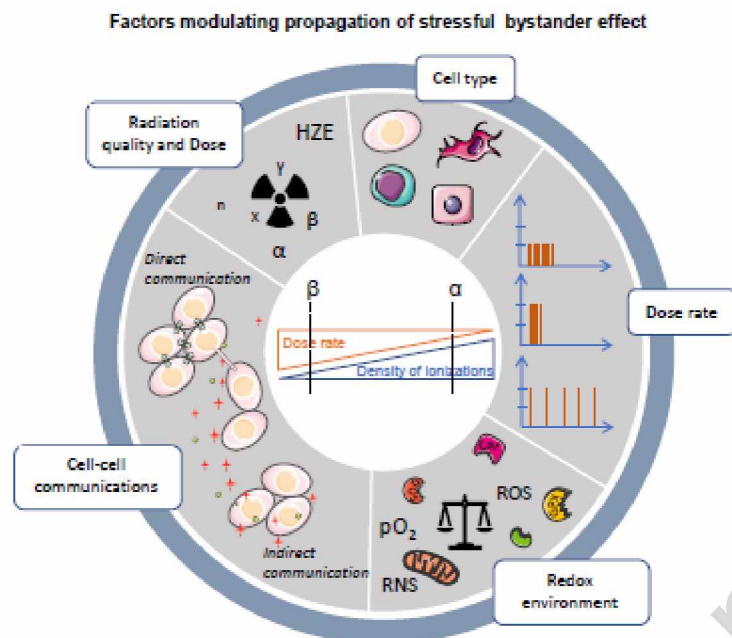 Factors modulating propagation of stressful bystander effect
Cell type
Radiation
quality and Dose
HZE
γ
n
x
β
α
Direct
communication
β
α
Dose rate
Density of ionizations
Dose rate
Cell-cell
communications
Indirect
communication
pO₂
ROS
RNS
Redox
environment